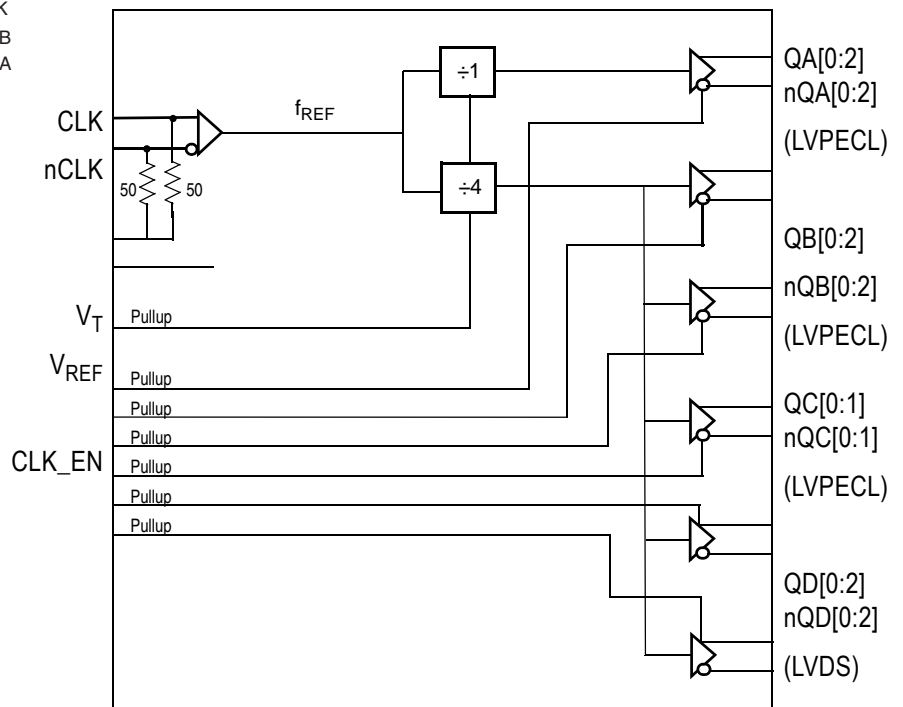 K
B
A
CLK
nCLK
50
50
fREF
÷1
÷4
VT
Pullup
VREF
Pullup
Pullup
Pullup
CLK_EN
Pullup
Pullup
Pullup
QA[0:2]
nQA[0:2]
(LVPECL)
QB[0:2]
nQB[0:2]
(LVPECL)
QC[0:1]
nQC[0:1]
(LVPECL)
QD[0:2]
nQD[0:2]
(LVDS)